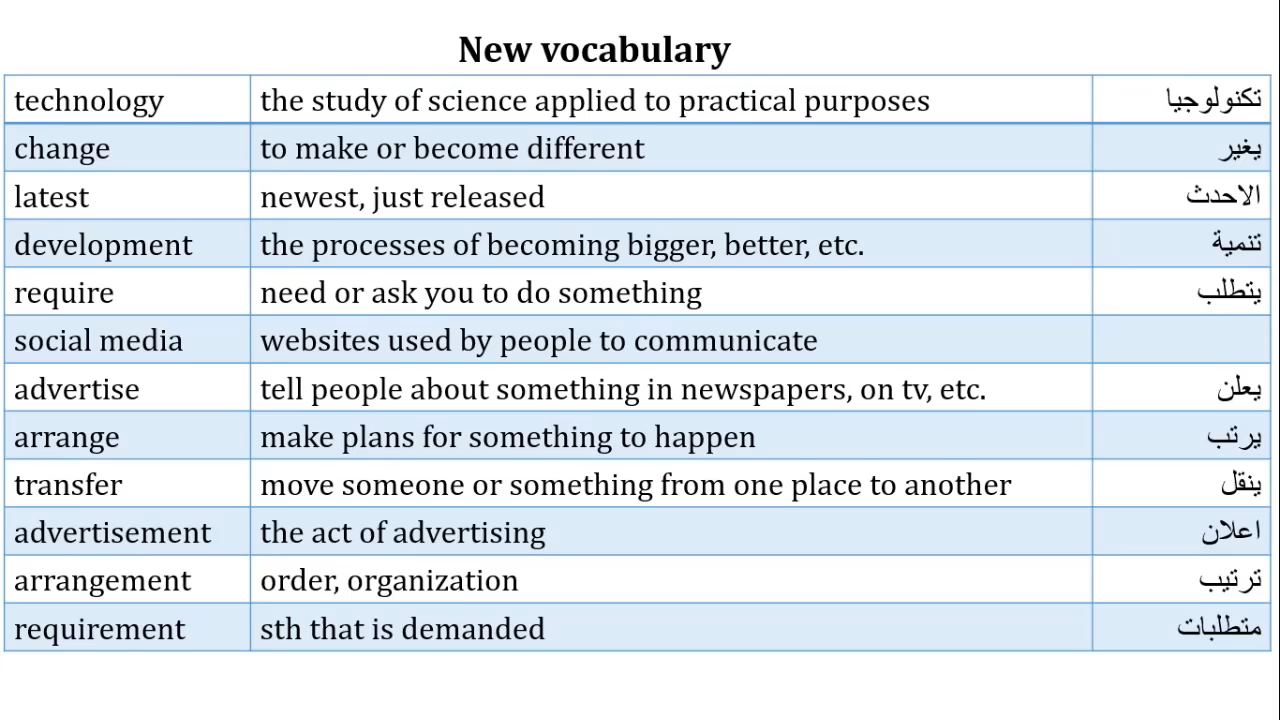 New vocabulary
technology the study of science applied to practical purposes تكنولوجيا
change to make or become different يغير
latest newest, just released الاحدث
development the processes of becoming bigger, better, etc. تنمية
require need or ask you to do something يتطلب
social media websites used by people to communicate
advertise tell people about something in newspapers, on tv, etc. يعلن
arrange make plans for something to happen يرتب
transfer move someone or something from one place to another ينقل
advertisement the act of advertising اعلان
arrangement order, organization ترتيب
requirement sth that is demanded متطلبات